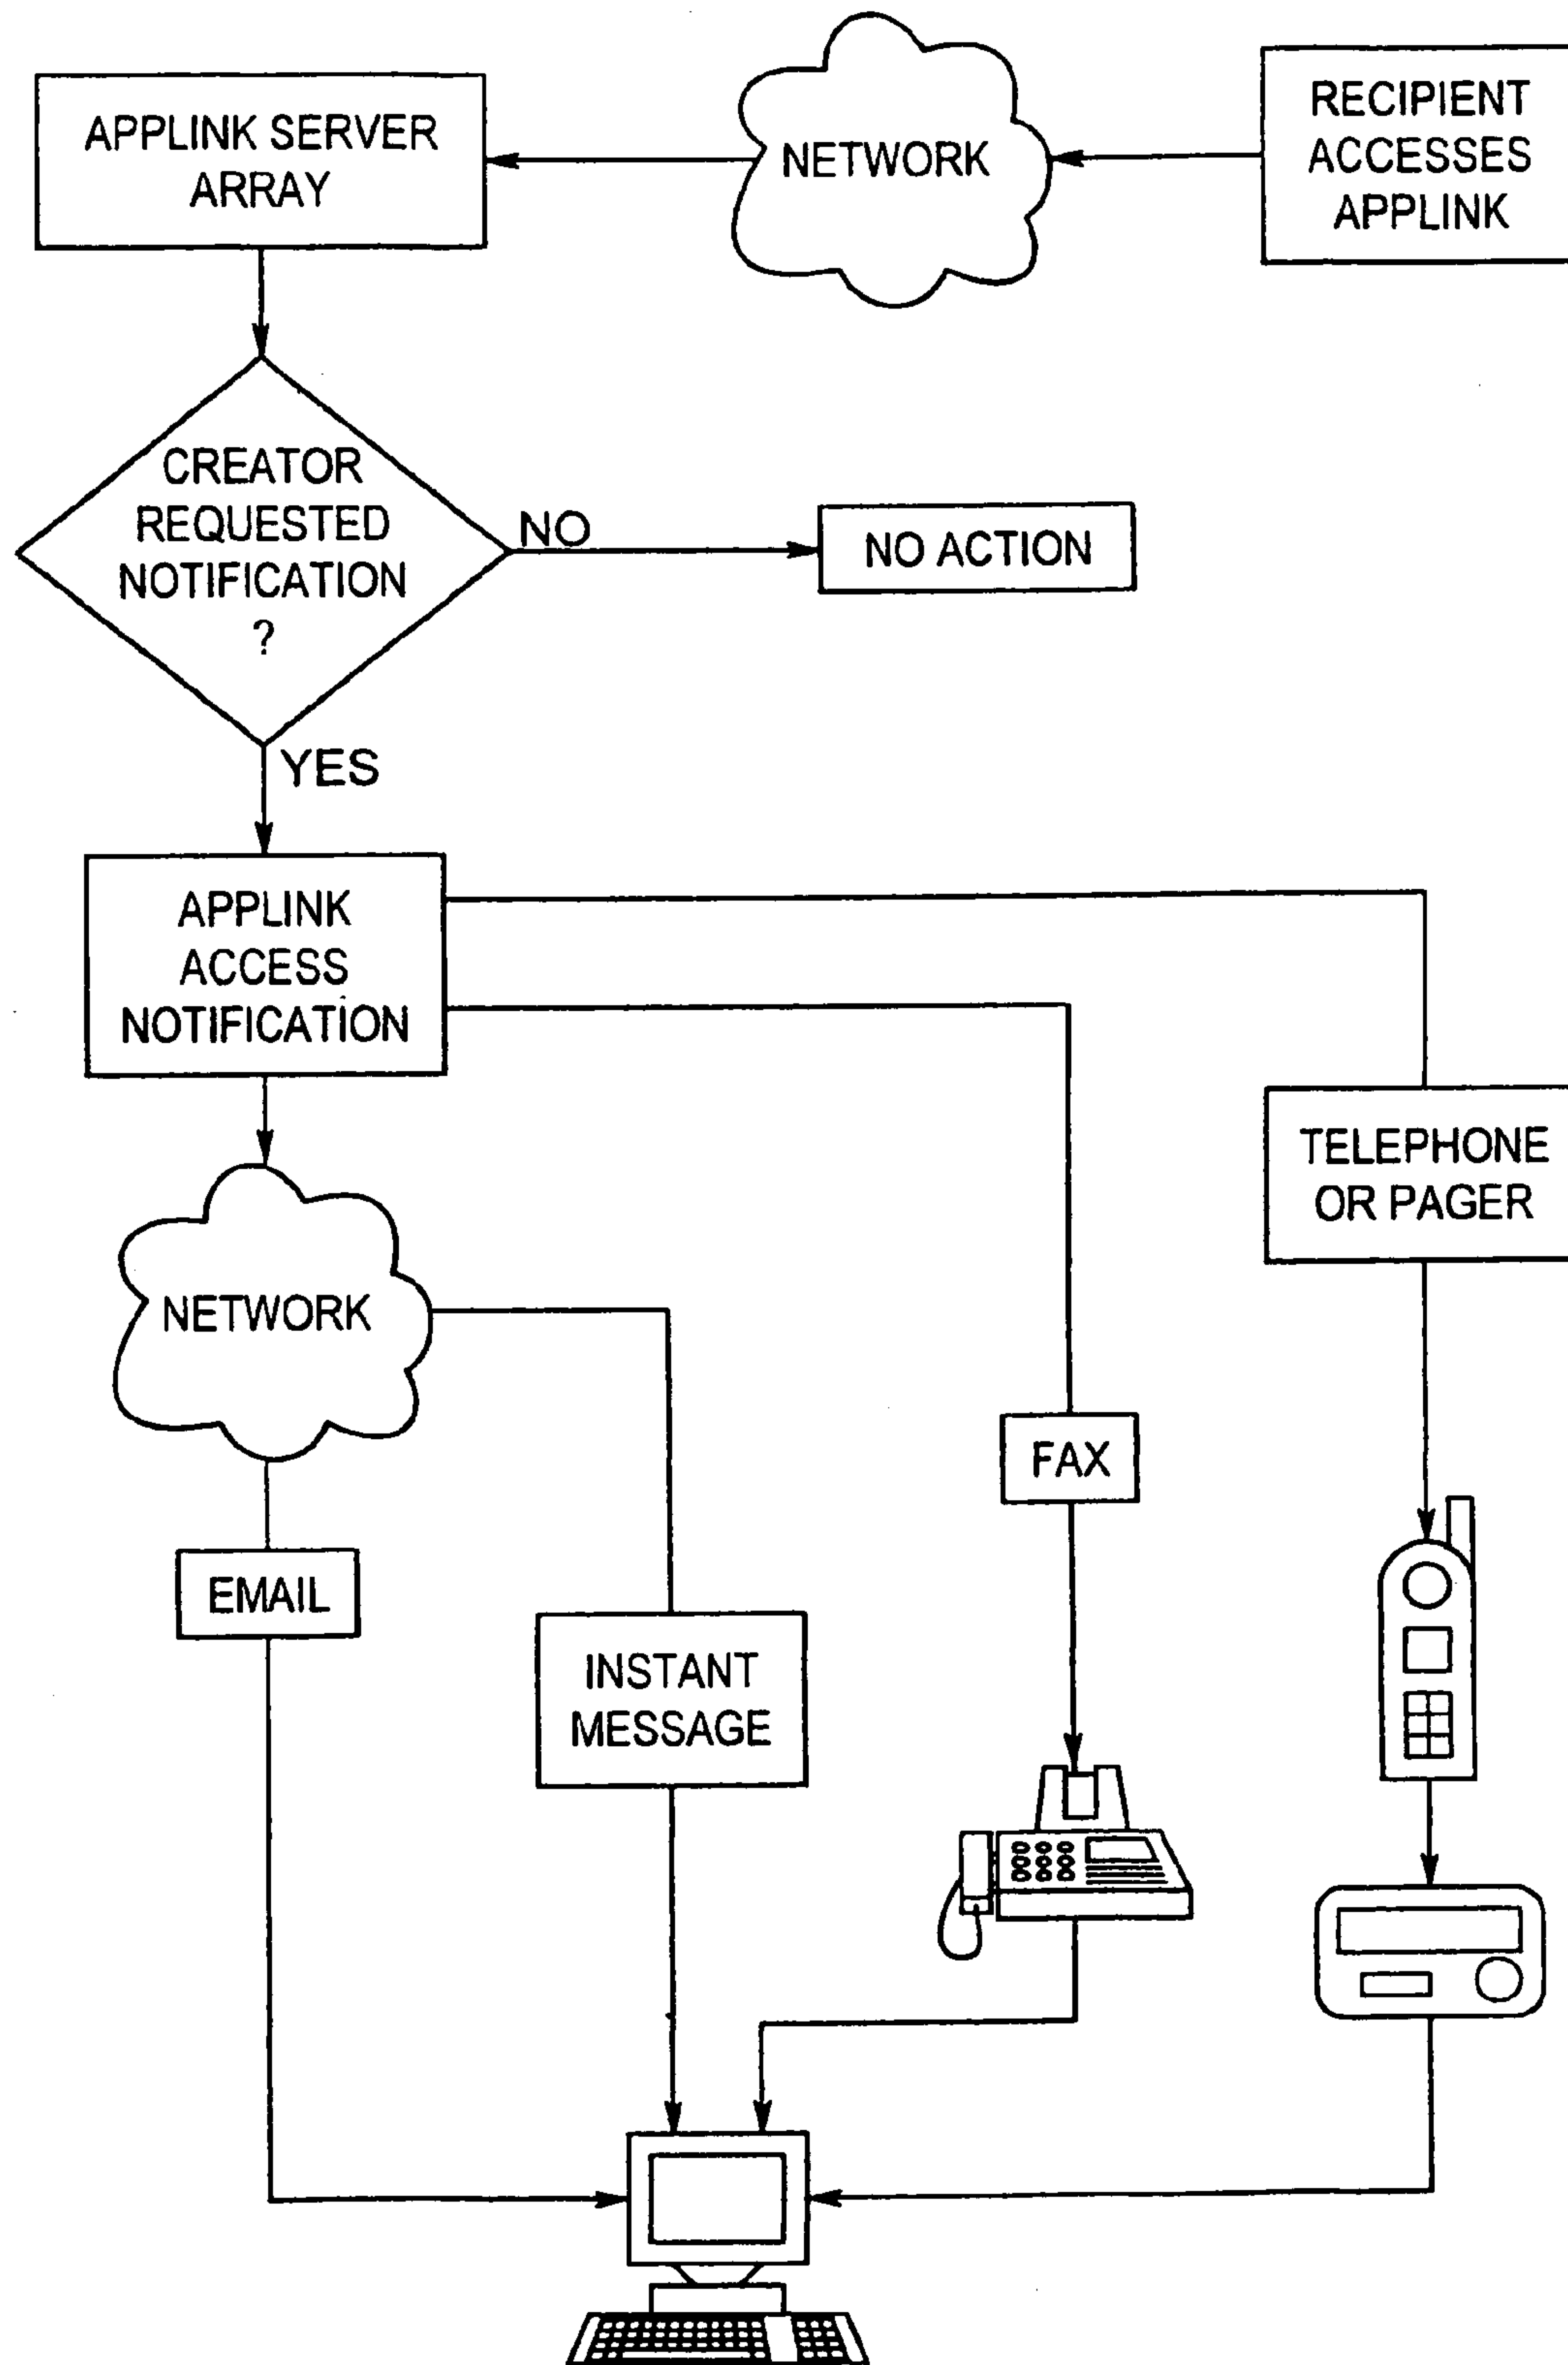 APPLINK SERVER
ARRAY
NETWORK
RECIPIENT
ACCESSES
APPLINK
CREATOR
REQUESTED
NOTIFICATION
?
NO
NO ACTION
YES
APPLINK
ACCESS
NOTIFICATION
TELEPHONE
OR PAGER
NETWORK
FAX
EMAIL
INSTANT
MESSAGE